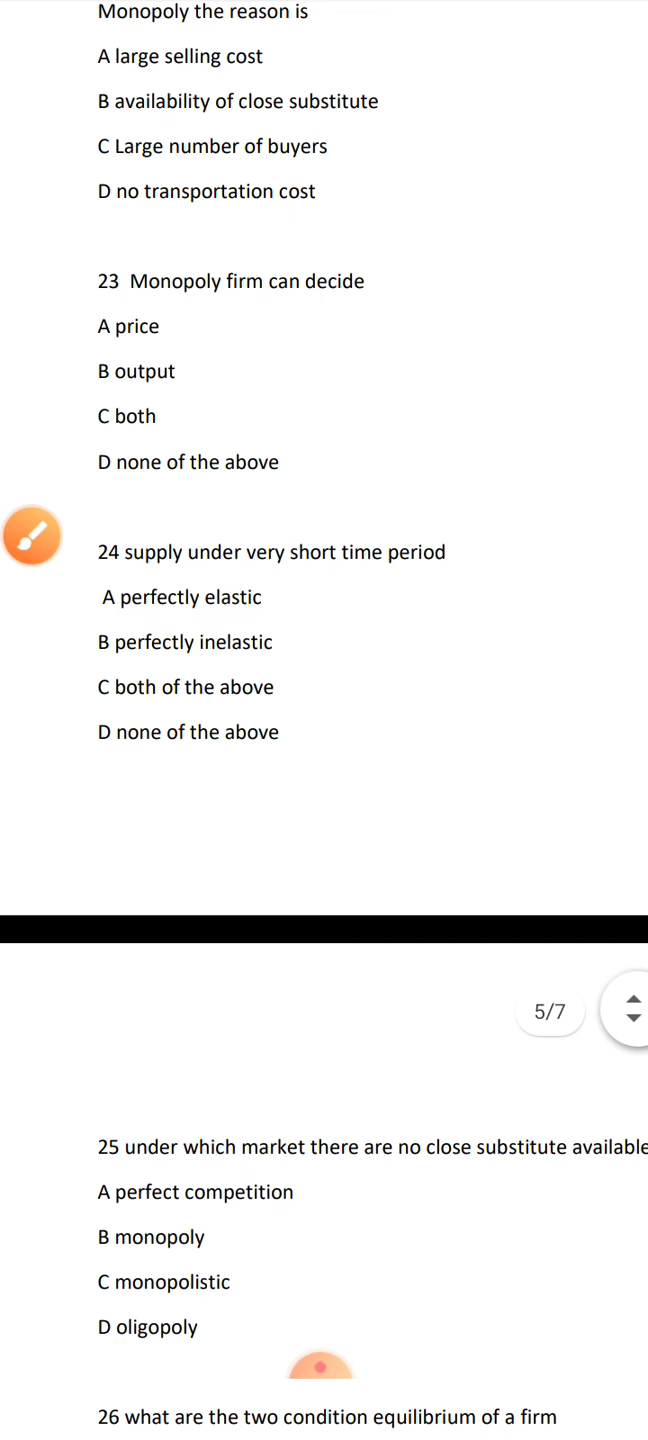 Monopoly the reason is
A large selling cost
B availability of close substitute
C Large number of buyers
D no transportation cost
23  Monopoly firm can decide
A price
B output
C both
D none of the above
24 supply under very short time period
A perfectly elastic
B perfectly inelastic
C both of the above
D none of the above
5/7
25 under which market there are no close substitute available
A perfect competition
B monopoly
C monopolistic
D oligopoly
26 what are the two condition equilibrium of a firm